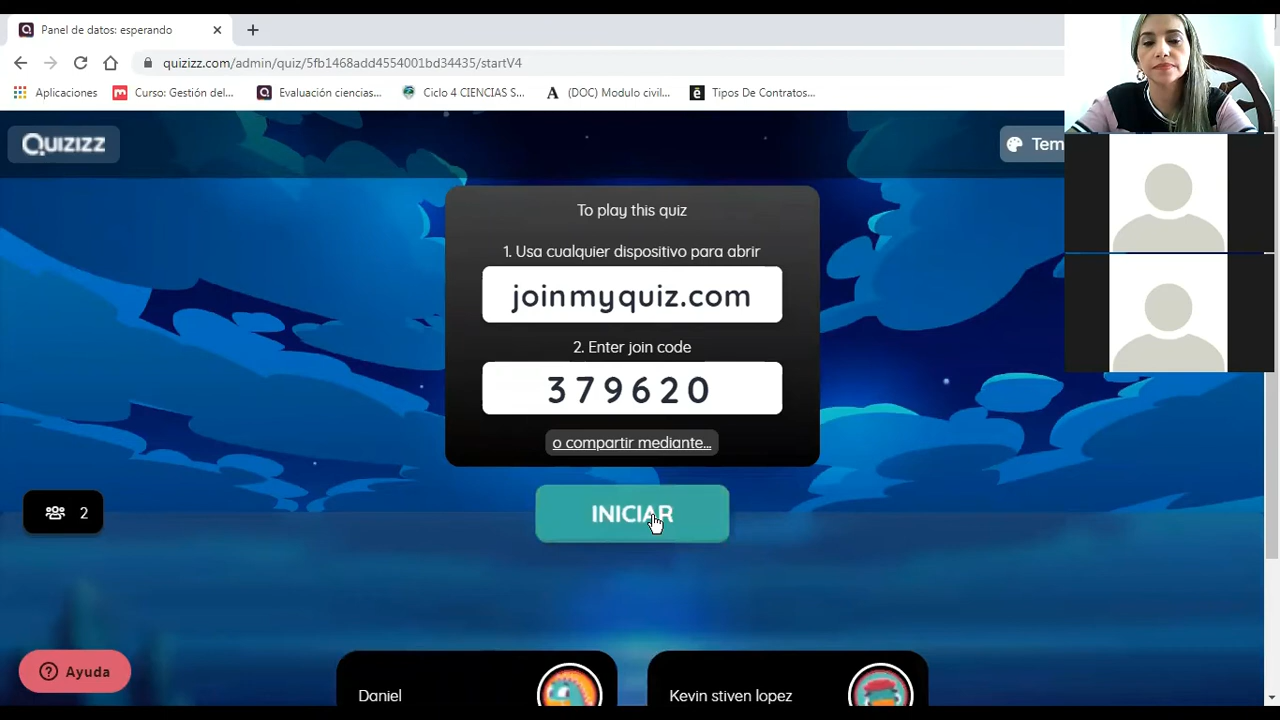 Panel de datos: esperando
quizizz.com/admin/quiz/5fb1468add4554001bd34435/startV4
Aplicaciones
Curso: Gestión del...
Evaluación ciencias...
Ciclo 4 CIENCIAS S...
(DOC) Modulo civil...
Tipos De Contratos...
Quizizz
Tem
To play this quiz
1. Usa cualquier dispositivo para abrir
joinmyquiz.com
2. Enter join code
379620
o compartir mediante...
INICIAR
2
Ayuda
Daniel
Kevin stiven lopez